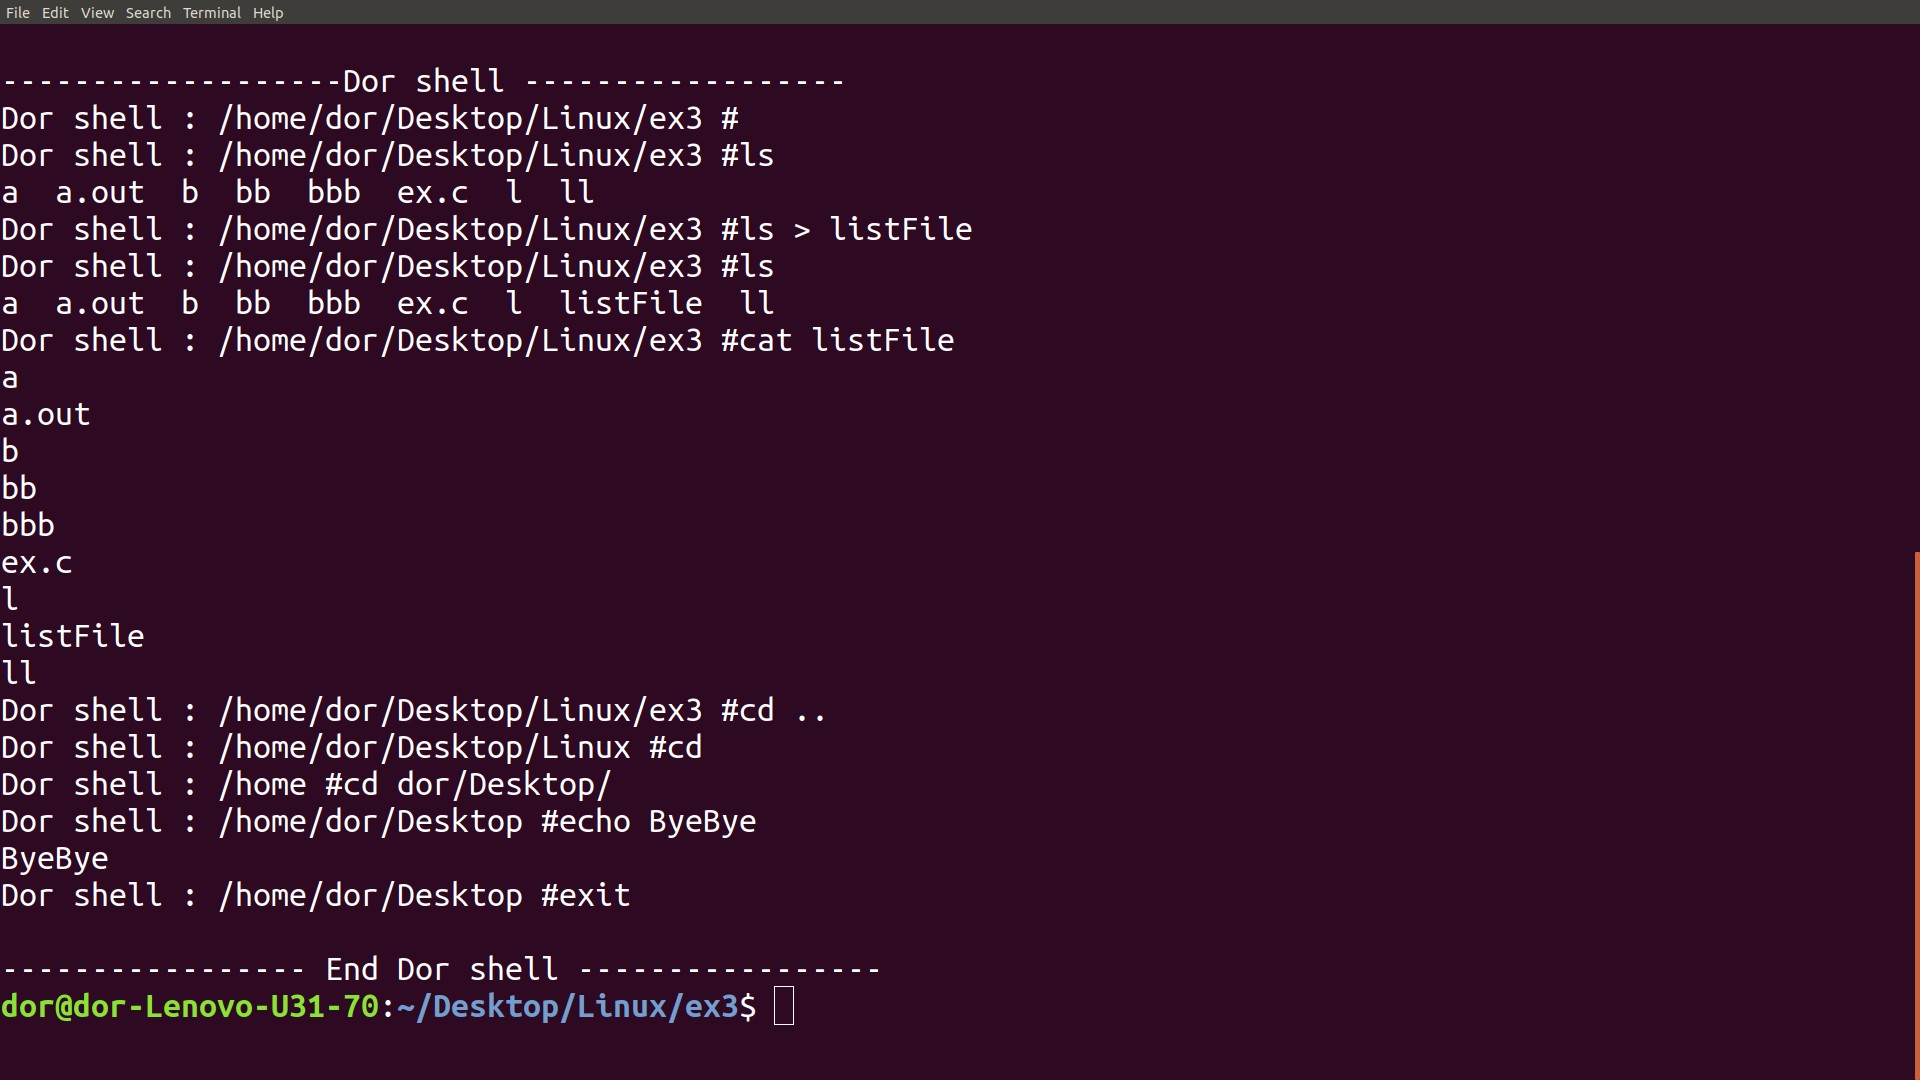 File Edit View Search Terminal Help
-------------------Dor shell ------------------
Dor shell : /home/dor/Desktop/Linux/ex3 #
Dor shell : /home/dor/Desktop/Linux/ex3 #ls
a  a.out  b  bb  bbb  ex.c  l  ll
Dor shell : /home/dor/Desktop/Linux/ex3 #ls > listFile
Dor shell : /home/dor/Desktop/Linux/ex3 #ls
a  a.out  b  bb  bbb  ex.c  l  listFile  ll
Dor shell : /home/dor/Desktop/Linux/ex3 #cat listFile
a
a.out
b
bb
bbb
ex.c
l
listFile
ll
Dor shell : /home/dor/Desktop/Linux/ex3 #cd ..
Dor shell : /home/dor/Desktop/Linux #cd
Dor shell : /home #cd dor/Desktop/
Dor shell : /home/dor/Desktop #echo ByeBye
ByeBye
Dor shell : /home/dor/Desktop #exit
----------------- End Dor shell -----------------
dor@dor-Lenovo-U31-70:~/Desktop/Linux/ex3$